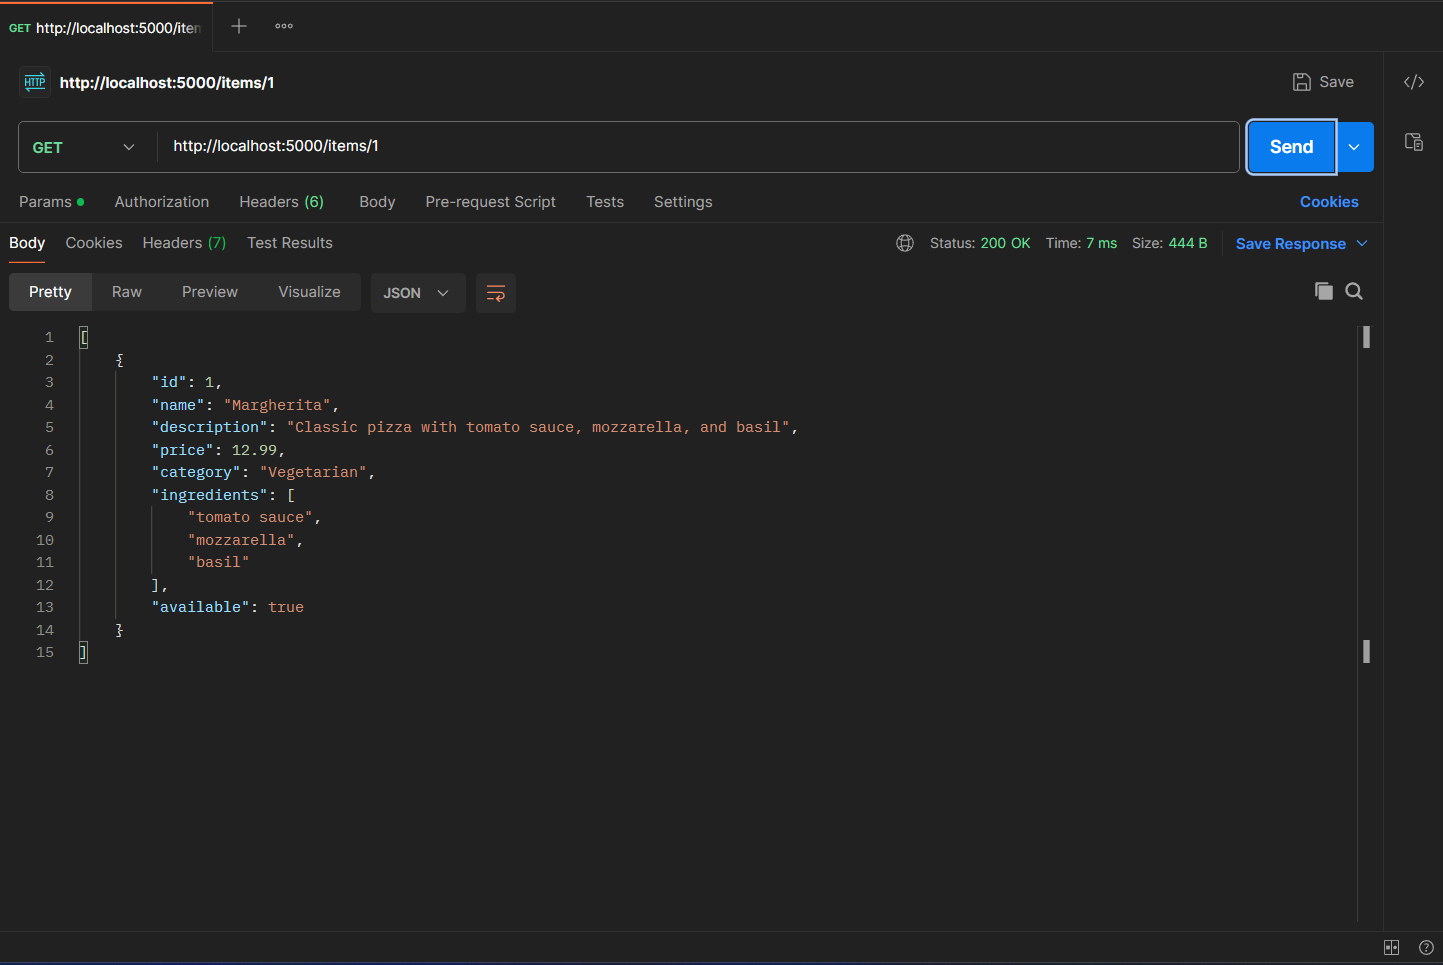 GET http://localhost:5000/iten
HTTP http://localhost:5000/items/1 Save </>
GET http://localhost:5000/items/1 Send
Params Authorization Headers (6) Body Pre-request Script Tests Settings Cookies
Body Cookies Headers (7) Test Results Status: 200 OK Time: 7 ms Size: 444 B Save Response
Pretty Raw Preview Visualize JSON
1 [
2 {
3 "id": 1,
4 "name": "Margherita",
5 "description": "Classic pizza with tomato sauce, mozzarella, and basil",
6 "price": 12.99,
7 "category": "Vegetarian",
8 "ingredients": [
9 "tomato sauce",
10 "mozzarella",
11 "basil"
12 ],
13 "available": true
14 }
15 ]